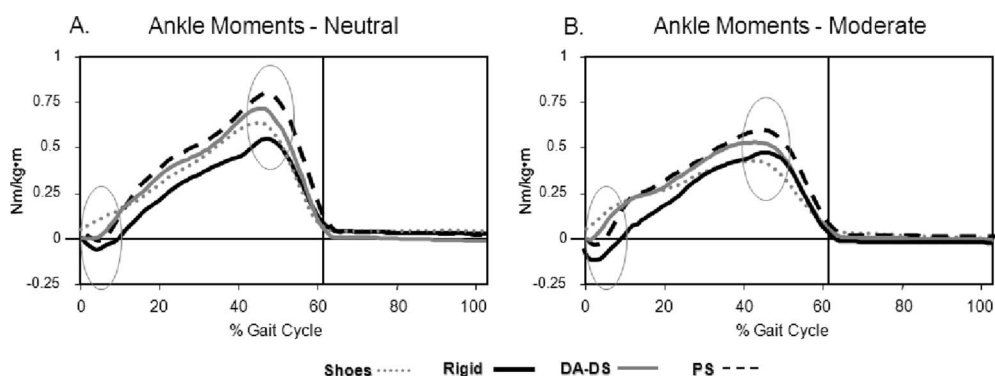 A. Ankle Moments - Neutral
1
0.75
0.5
0.25
0
-0.25
Nm/kg•m
0 20 40 60 80 100
% Gait Cycle
B. Ankle Moments - Moderate
1
0.75
0.5
0.25
0
-0.25
Nm/kg•m
0 20 40 60 80 100
% Gait Cycle
Shoes Rigid DA-DS PS